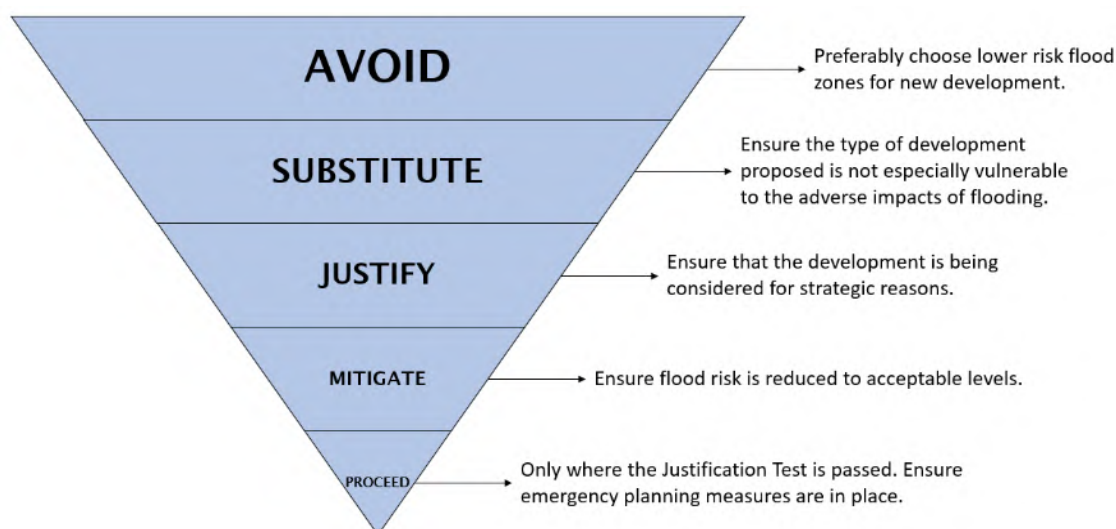 AVOID
Preferably choose lower risk flood
zones for new development.
SUBSTITUTE
Ensure the type of development
proposed is not especially vulnerable
to the adverse impacts of flooding.
JUSTIFY
Ensure that the development is being
considered for strategic reasons.
MITIGATE
Ensure flood risk is reduced to acceptable levels.
PROCEED
Only where the Justification Test is passed. Ensure
emergency planning measures are in place.